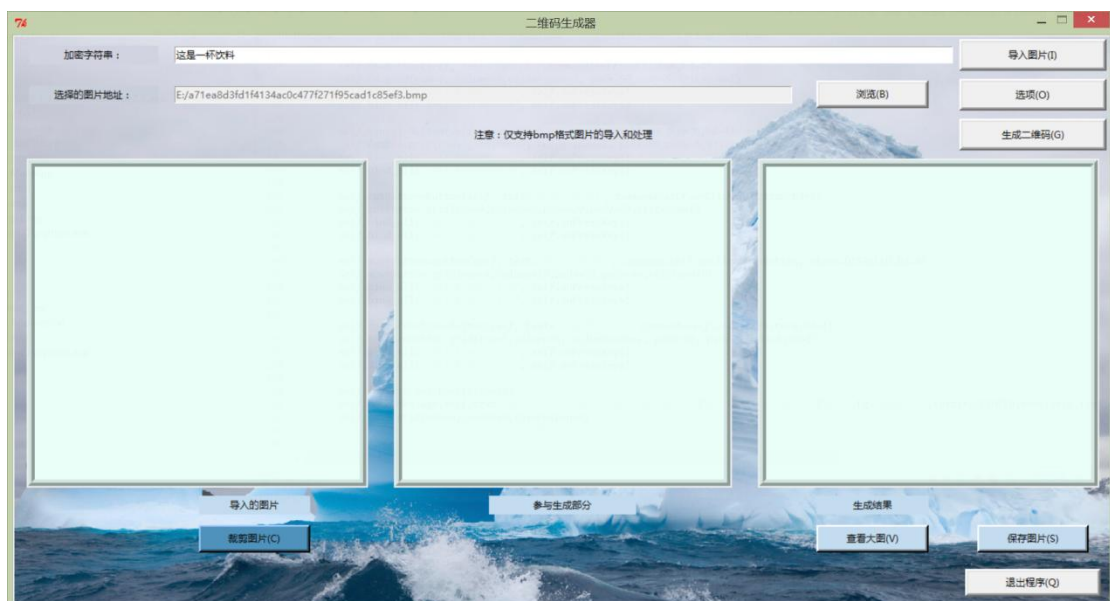 二维码生成器
加密字符串：
这是一杯饮料
导入图片(I)
选择的图片地址：
E:/a71ea8d3fd1f4134ac0c477f271f95cad1c85ef3.bmp
浏览(B)
选项(O)
注意：仅支持bmp格式图片的导入和处理
生成二维码(G)
导入的图片
参与生成部分
生成结果
裁剪图片(C)
查看大图(V)
保存图片(S)
退出程序(Q)